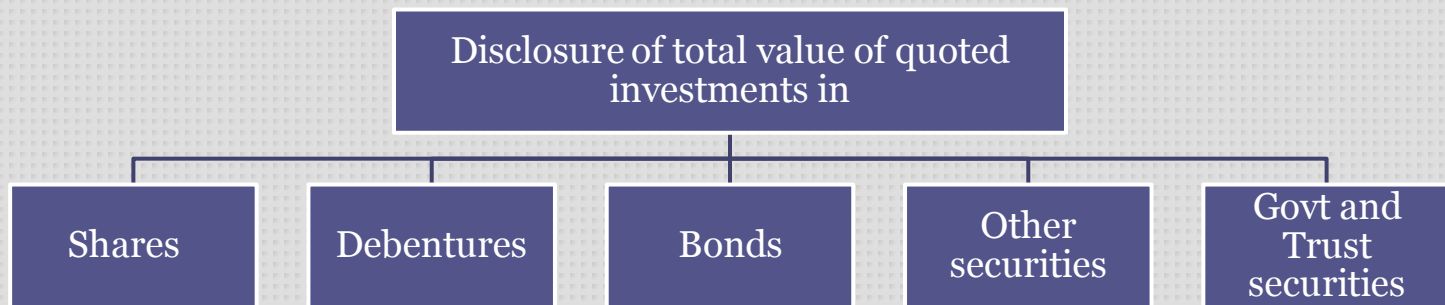 Disclosure of total value of quoted
investments in
Shares
Debentures
Bonds
Other
securities
Govt and
Trust
securities